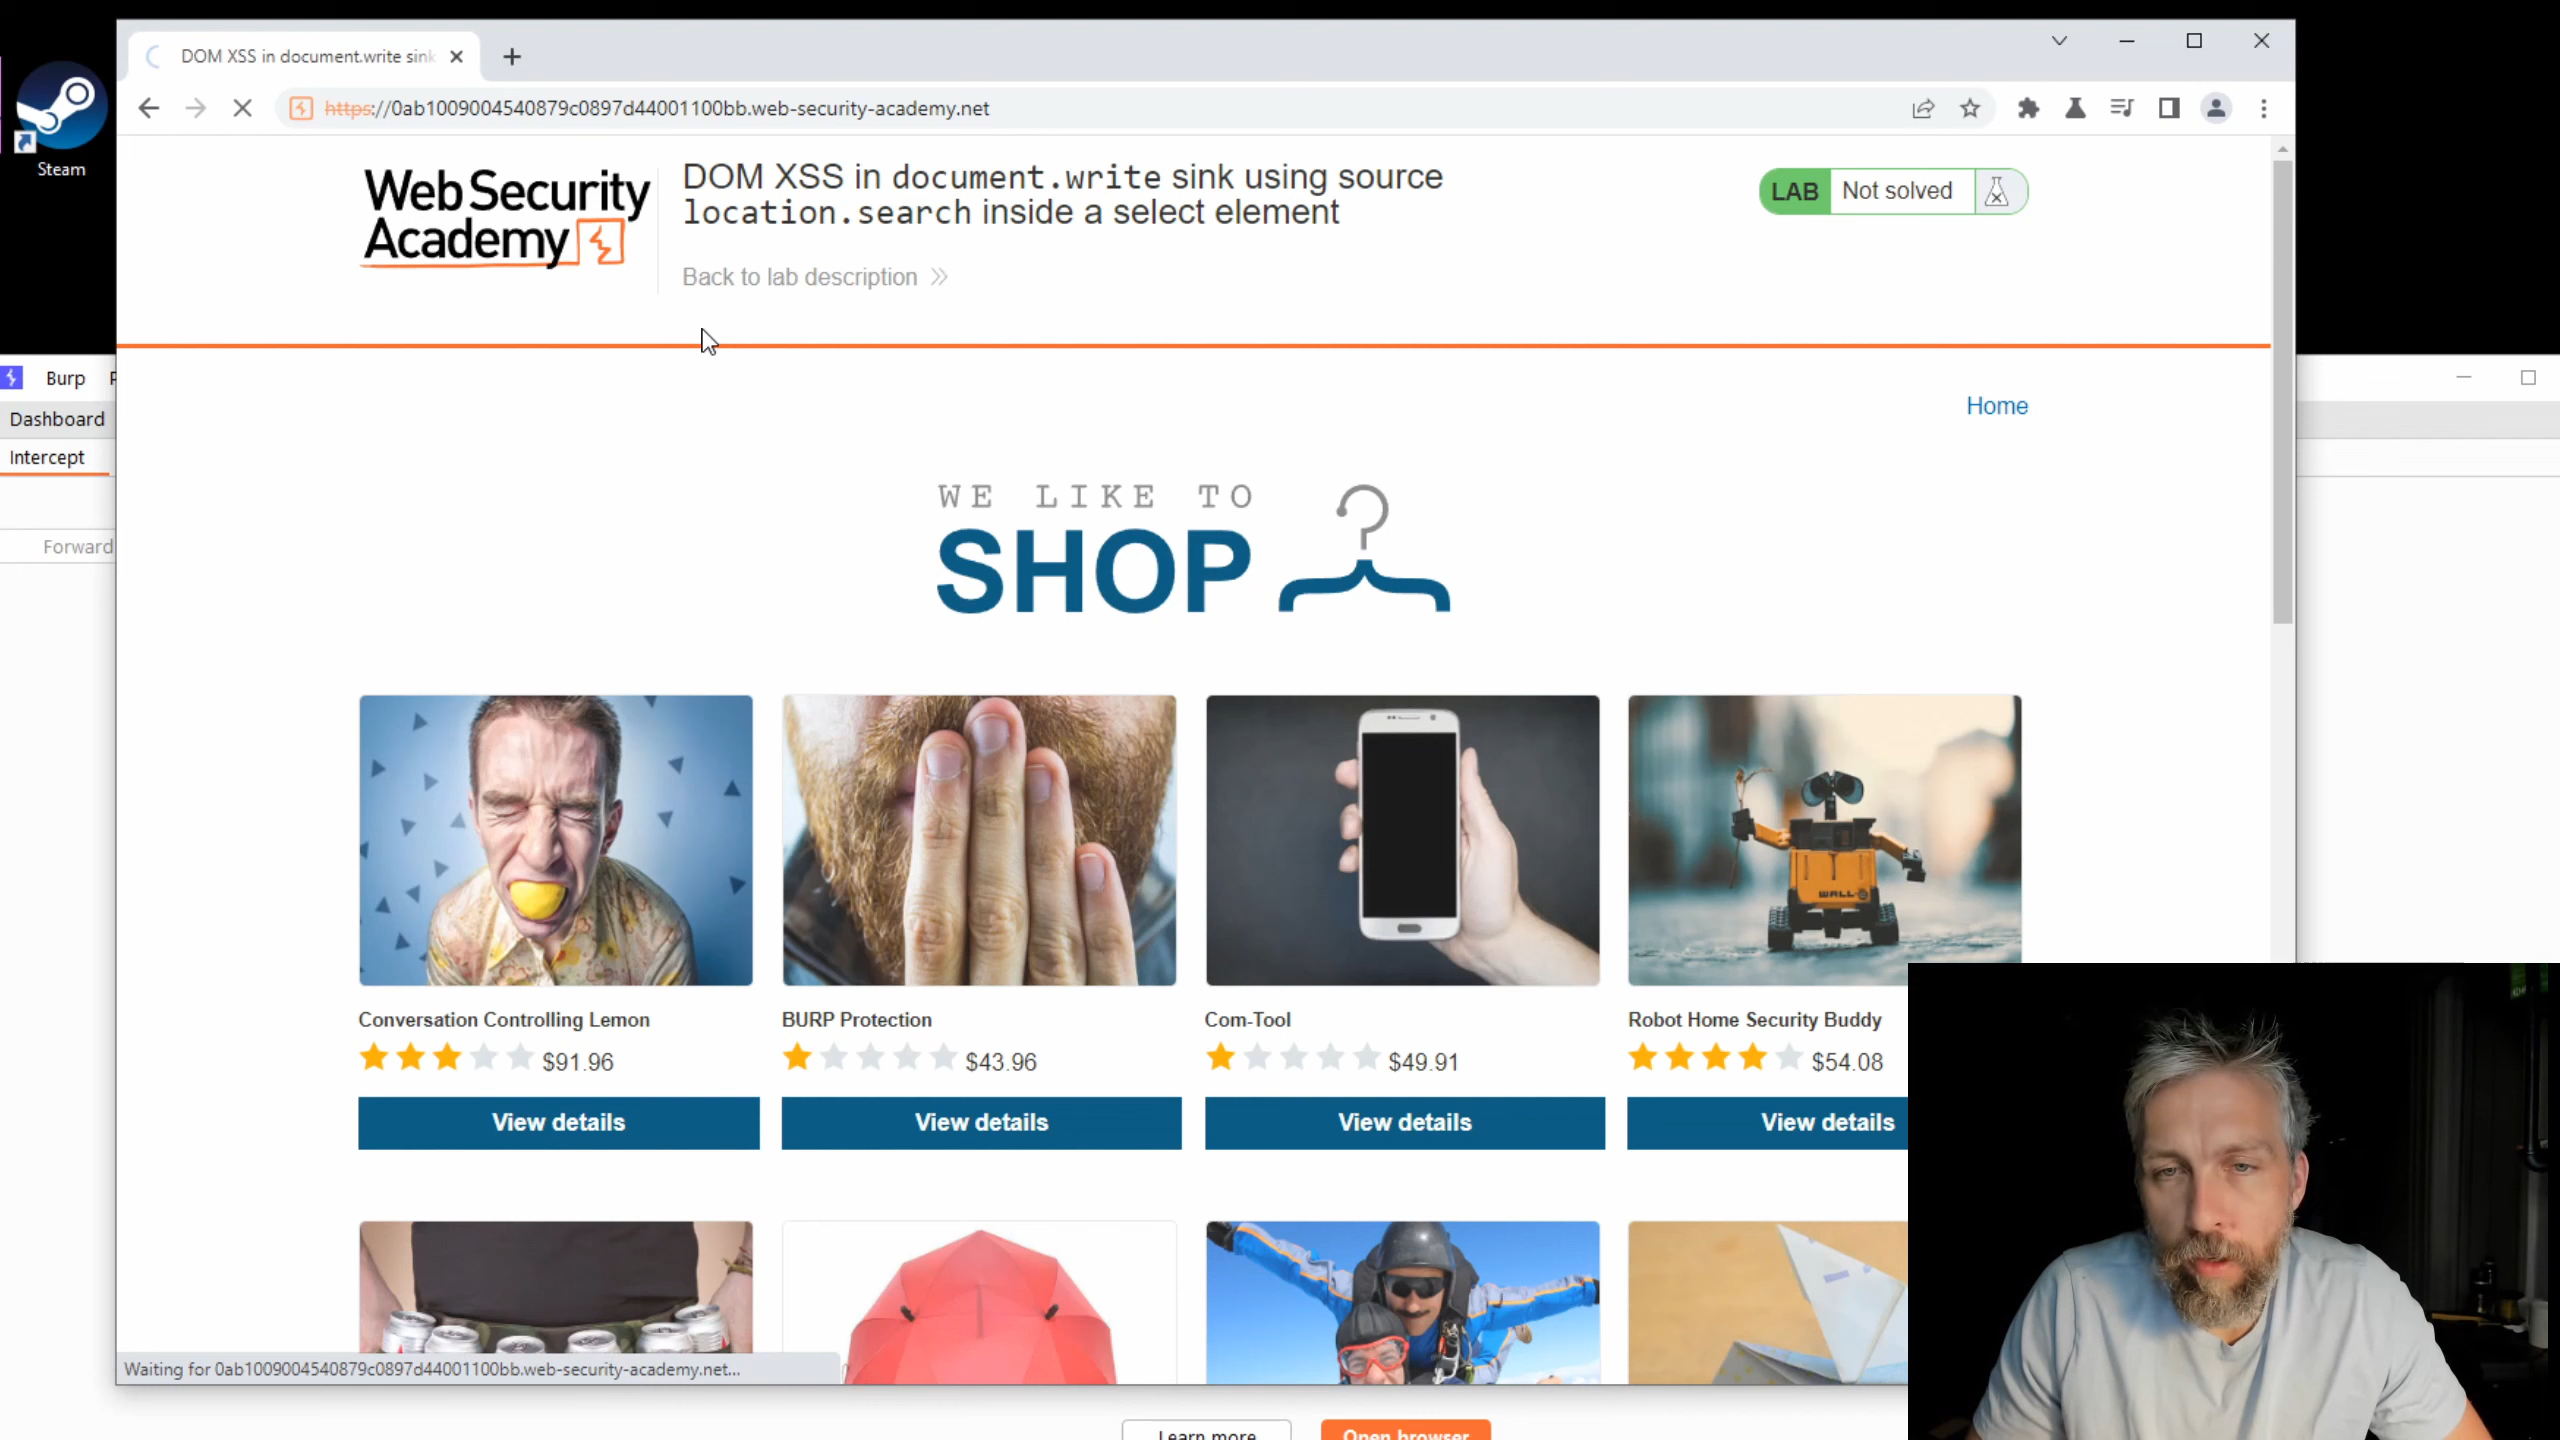 DOM XSS in document.write sink
https://0ab1009004540879c0897d44001100bb.web-security-academy.net
Steam
Web Security
Academy
DOM XSS in document.write sink using source
location.search inside a select element
LAB Not solved
Back to lab description
Burp
Dashboard
Intercept
Forward
Home
WE LIKE TO
SHOP
WALL-E
Conversation Controlling Lemon
BURP Protection
Com-Tool
Robot Home Security Buddy
$91.96
$43.96
$49.91
$54.08
View details
View details
View details
View details
Waiting for 0ab1009004540879c0897d44001100bb.web-security-academy.net...
Learn more
Open browser